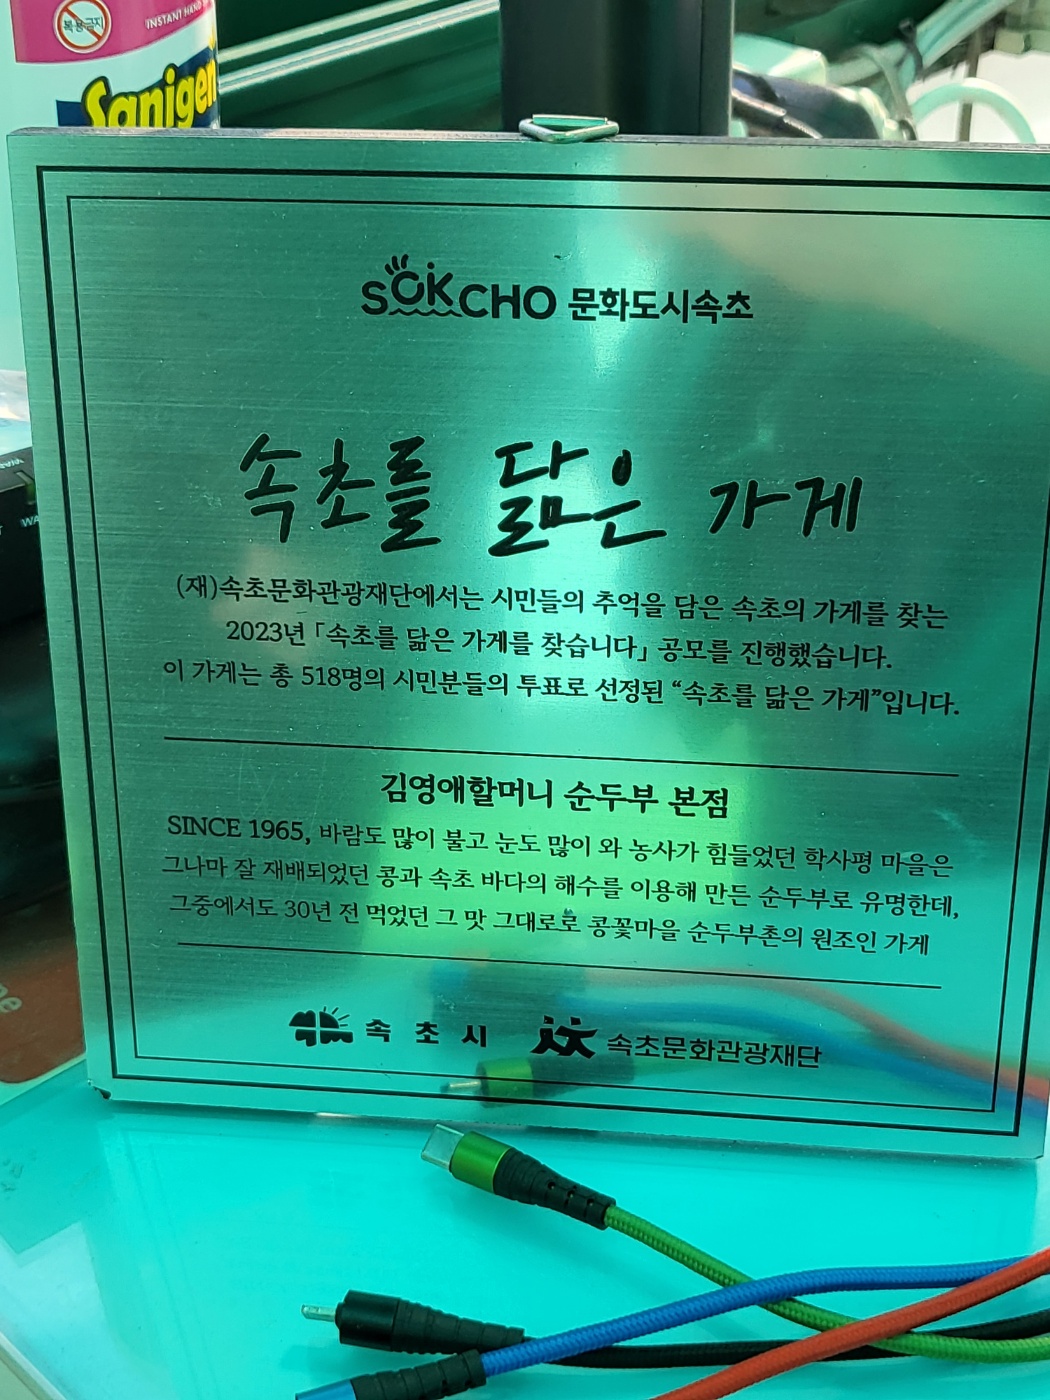 복용금지
INSTANT HAND
Sanigen
SOKCHO 문화도시속초
속초를 닮은 가게
(재)속초문화관광재단에서는 시민들의 추억을 담은 속초의 가게를 찾는
2023년 「속초를 닮은 가게를 찾습니다」 공모를 진행했습니다.
이 가게는 총 518명의 시민분들의 투표로 선정된 “속초를 닮은 가게”입니다.
김영애할머니 순두부 본점
SINCE 1965, 바람도 많이 불고 눈도 많이 와 농사가 힘들었던 학사평 마을은
그나마 잘 재배되었던 콩과 속초 바다의 해수를 이용해 만든 순두부로 유명한데,
그중에서도 30년 전 먹었던 그 맛 그대로로 콩꽃마을 순두부촌의 원조인 가게
속 초 시 속초문화관광재단